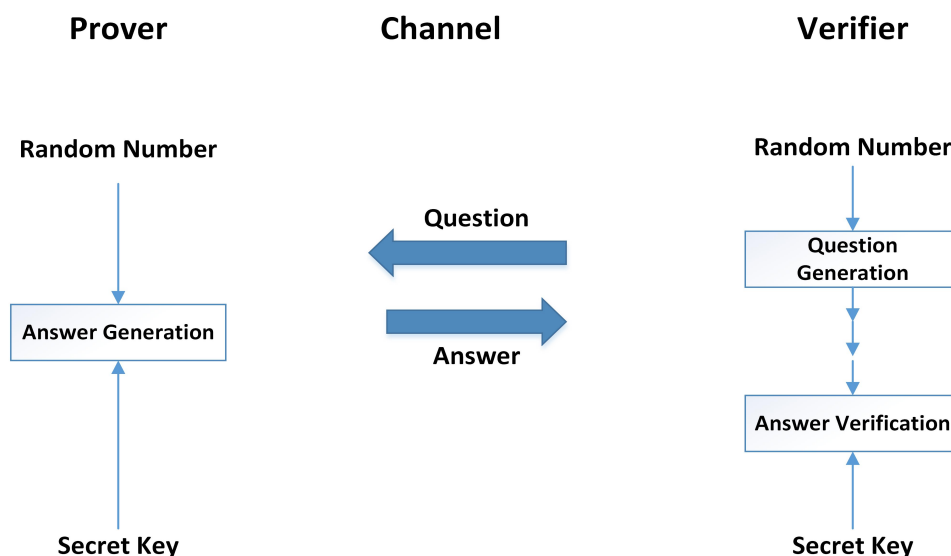 Prover
Channel
Verifier
Random Number
Random Number
Question
Question
Generation
Answer Generation
Answer
Answer Verification
Secret Key
Secret Key